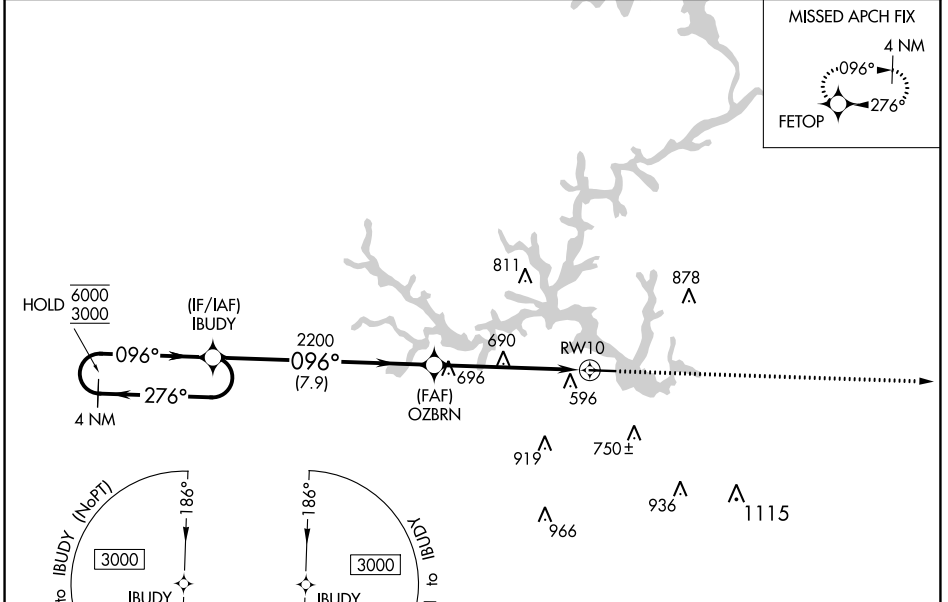 MISSED APCH FIX
4 NM
096°
276°
FETOP
811
878
HOLD
6000
3000
(IF/IAF)
IBUDY
2200
096°
(7.9)
096°
276°
4 NM
690
696
(FAF)
OZBRN
RW10
596
919
750±
966
936
1115
to IBUDY (NoPT)
186°
3000
IBUDY
186°
3000
IBUDY
IBUDY to